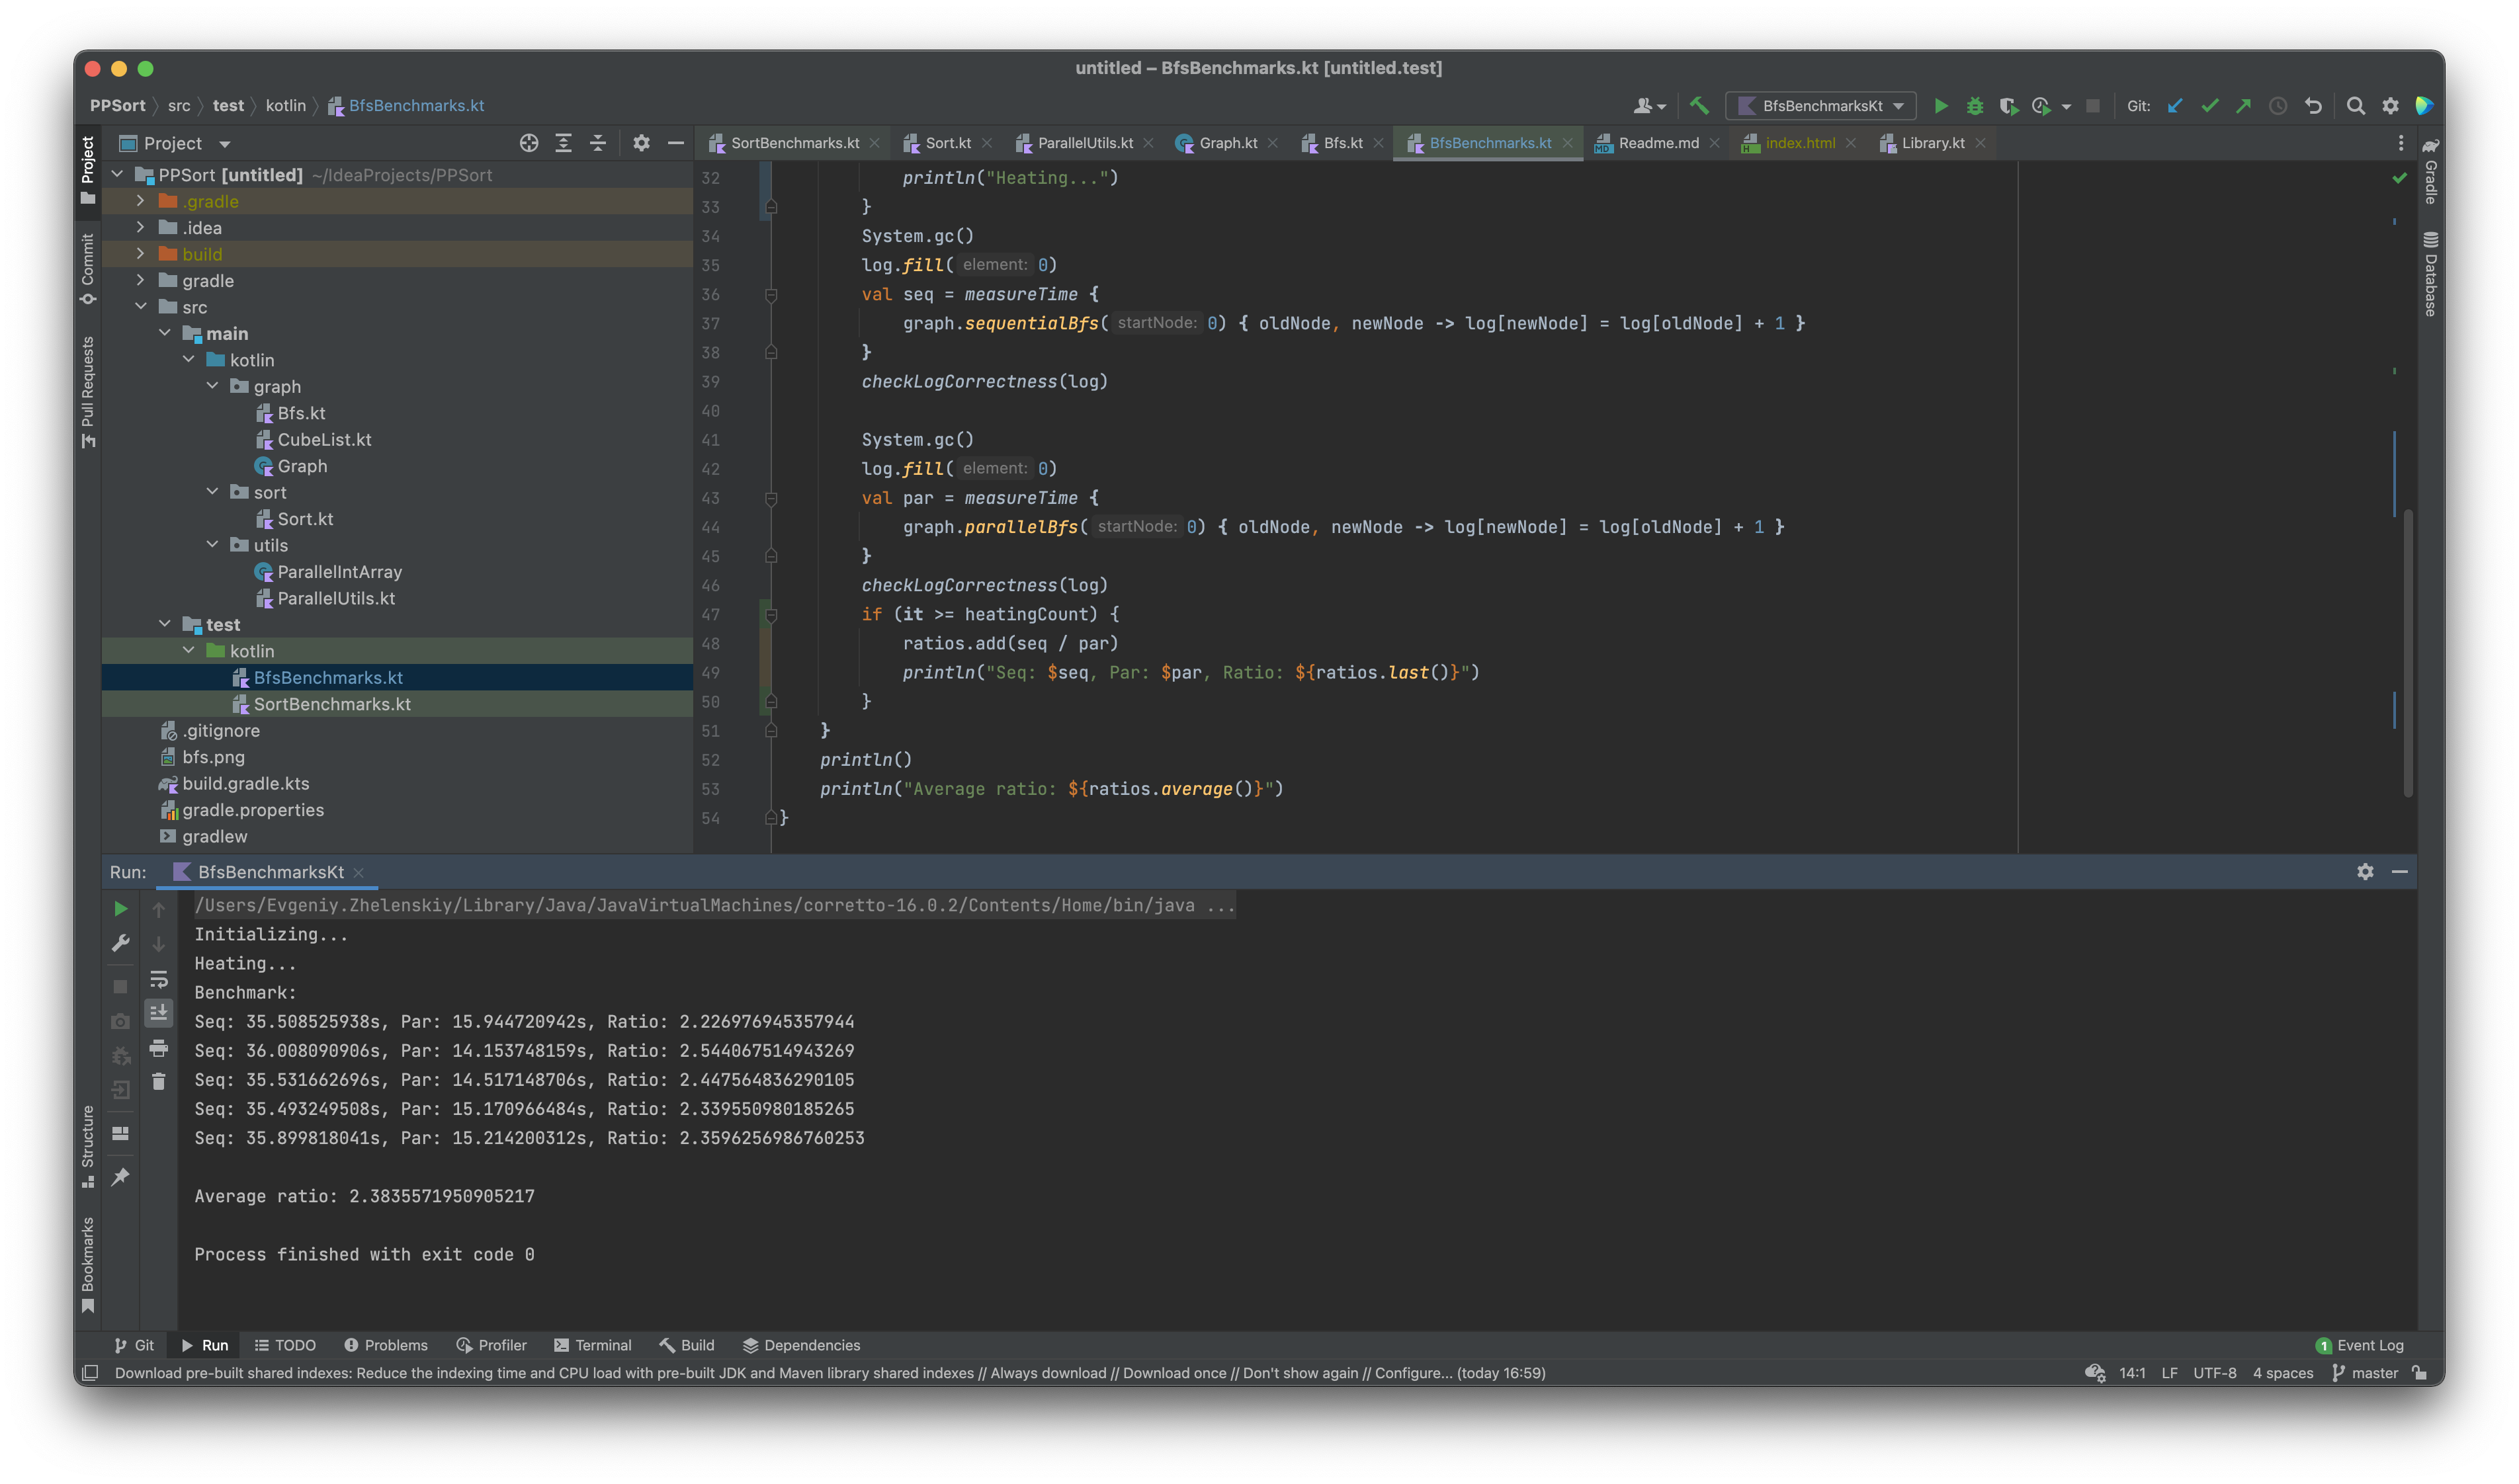 untitled – BfsBenchmarks.kt [untitled.test]
PPSort src test kotlin BfsBenchmarks.kt
BfsBenchmarksKt Git:
Project
SortBenchmarks.kt Sort.kt ParallelUtils.kt Graph.kt Bfs.kt BfsBenchmarks.kt Readme.md index.html Library.kt
Project
Commit
Pull Requests
Structure
Bookmarks
Gradle
Database
PPSort [untitled] ~/IdeaProjects/PPSort
.gradle
.idea
build
gradle
src
main
kotlin
graph
Bfs.kt
CubeList.kt
Graph
sort
Sort.kt
utils
ParallelIntArray
ParallelUtils.kt
test
kotlin
BfsBenchmarks.kt
SortBenchmarks.kt
.gitignore
bfs.png
build.gradle.kts
gradle.properties
gradlew
32 println("Heating...")
33 }
34 System.gc()
35 log.fill( element: 0)
36 val seq = measureTime {
37 graph.sequentialBfs( startNode: 0) { oldNode, newNode -> log[newNode] = log[oldNode] + 1 }
38 }
39 checkLogCorrectness(log)
40
41 System.gc()
42 log.fill( element: 0)
43 val par = measureTime {
44 graph.parallelBfs( startNode: 0) { oldNode, newNode -> log[newNode] = log[oldNode] + 1 }
45 }
46 checkLogCorrectness(log)
47 if (it >= heatingCount) {
48 ratios.add(seq / par)
49 println("Seq: $seq, Par: $par, Ratio: ${ratios.last()}")
50 }
51 }
52 println()
53 println("Average ratio: ${ratios.average()}")
54 }
Run: BfsBenchmarksKt
/Users/Evgeniy.Zhelenskiy/Library/Java/JavaVirtualMachines/corretto-16.0.2/Contents/Home/bin/java ...
Initializing...
Heating...
Benchmark:
Seq: 35.508525938s, Par: 15.944720942s, Ratio: 2.226976945357944
Seq: 36.008090906s, Par: 14.153748159s, Ratio: 2.544067514943269
Seq: 35.531662696s, Par: 14.517148706s, Ratio: 2.447564836290105
Seq: 35.493249508s, Par: 15.170966484s, Ratio: 2.339550980185265
Seq: 35.899818041s, Par: 15.214200312s, Ratio: 2.3596256986760253
Average ratio: 2.3835571950905217
Process finished with exit code 0
Git Run TODO Problems Profiler Terminal Build Dependencies 1 Event Log
Download pre-built shared indexes: Reduce the indexing time and CPU load with pre-built JDK and Maven library shared indexes // Always download // Download once // Don't show again // Configure... (today 16:59) 14:1 LF UTF-8 4 spaces master